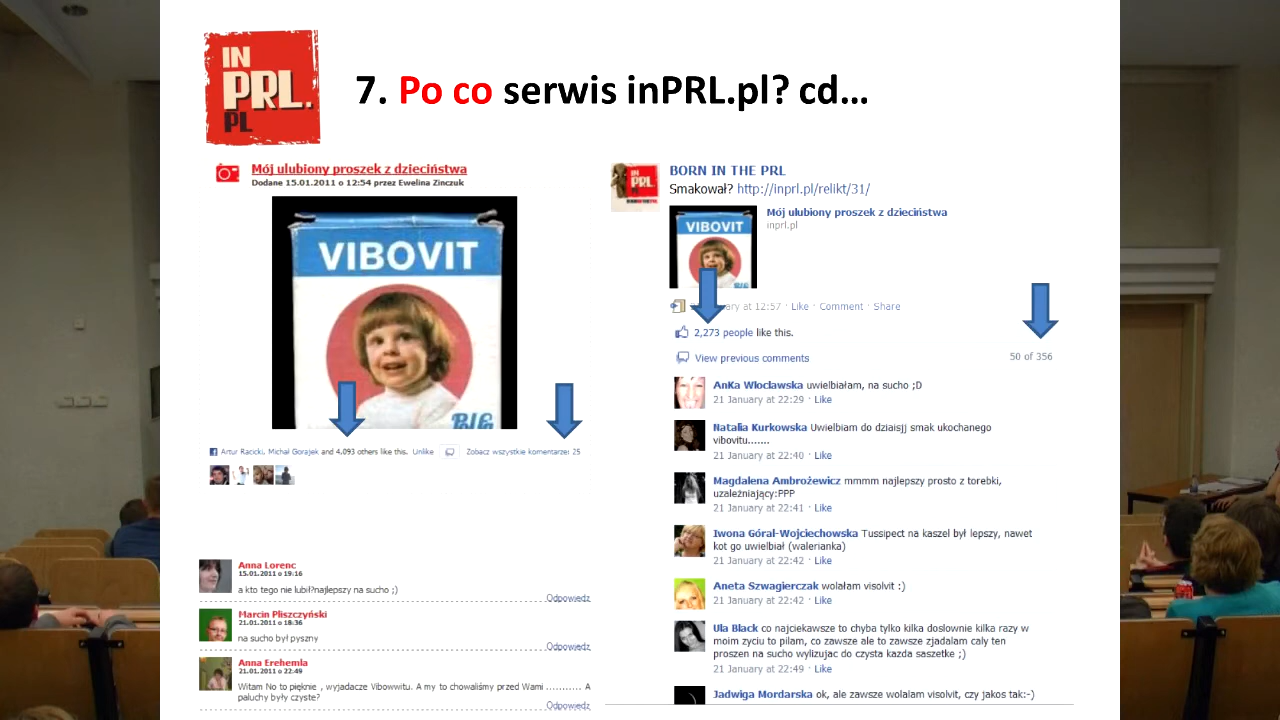 IN
PRL.
PL
7. Po co serwis inPRL.pl? cd...
Mój ulubiony proszek z dzieciństwa
Dodane 15.01.2011 o 12:54 przez Ewelina Zinczuk
VIBOVIT
Artur Racicki, Michał Gorajek and 4,093 others like this. Unlike
Zobacz wszystkie komentarze: 25
Anna Lorenc
15.01.2011 o 19:16
a kto tego nie lubił?najlepszy na sucho ;)
Odpowiedz
Marcin Pliszczyński
21.01.2011 o 18:36
na sucho był pyszny
Odpowiedz
Anna Erehemla
21.01.2011 o 22:49
Witam No to pięknie , wyjadacze Vibowwitu. A my to chowaliśmy przed Wami ........... A
paluchy były czyste?
Odpowiedz
BORN IN THE PRL
Smakował? http://inprl.pl/relikt/31/
Mój ulubiony proszek z dzieciństwa
inprl.pl
VIBOVIT
at 12:57 · Like · Comment · Share
2,273 people like this.
View previous comments
50 of 356
AnKa Włocławska uwielbiałam, na sucho ;D
21 January at 22:29 · Like
Natalia Kurkowska Uwielbiam do dziaisjj smak ukochanego
vibovitu.......
21 January at 22:40 · Like
Magdalena Ambrożewicz mmmm najlepszy prosto z torebki,
uzależniający:PPP
21 January at 22:41 · Like
Iwona Góral-Wojciechowska Tussipect na kaszel był lepszy, nawet
kot go uwielbiał (walerianka)
21 January at 22:42 · Like
Aneta Szwagierczak wolałam visolvit :)
21 January at 22:42 · Like
Ula Black co najciekawsze to chyba tylko kilka doslownie kilka razy w
moim zyciu to pilam, co zawsze ale to zawsze zjadalam caly ten
proszen na sucho wylizujac do czysta kazda saszetke ;)
21 January at 22:49 · Like
Jadwiga Mordarska ok, ale zawsze wolalam visolvit, czy jakos tak:-)